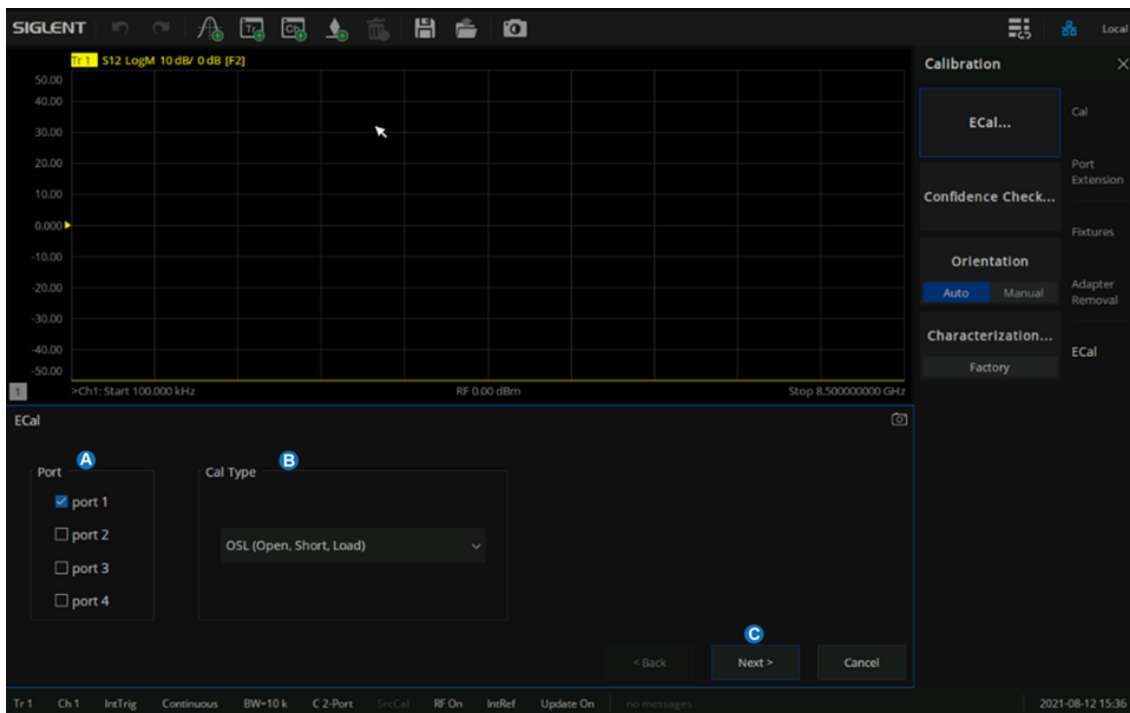 SIGLENT Tr Ch Local
Tr 1 S12 LogM 10 dB/ 0 dB [F2]
50.00
40.00
30.00
20.00
10.00
0.000
-10.00
-20.00
-30.00
-40.00
-50.00
1 >Ch1: Start 100.000 kHz RF 0.00 dBm Stop 8.500000000 GHz
Calibration
ECal...
Confidence Check...
Orientation
Auto Manual
Characterization...
Factory
Cal
Port
Extension
Fixtures
Adapter
Removal
ECal
ECal
Port A
port 1
port 2
port 3
port 4
Cal Type B
OSL (Open, Short, Load)
C
< Back Next > Cancel
Tr 1 Ch 1 IntTrig Continuous BW=10 k C 2-Port SrcCal RF On IntRef Update On no messages 2021-08-12 15:36